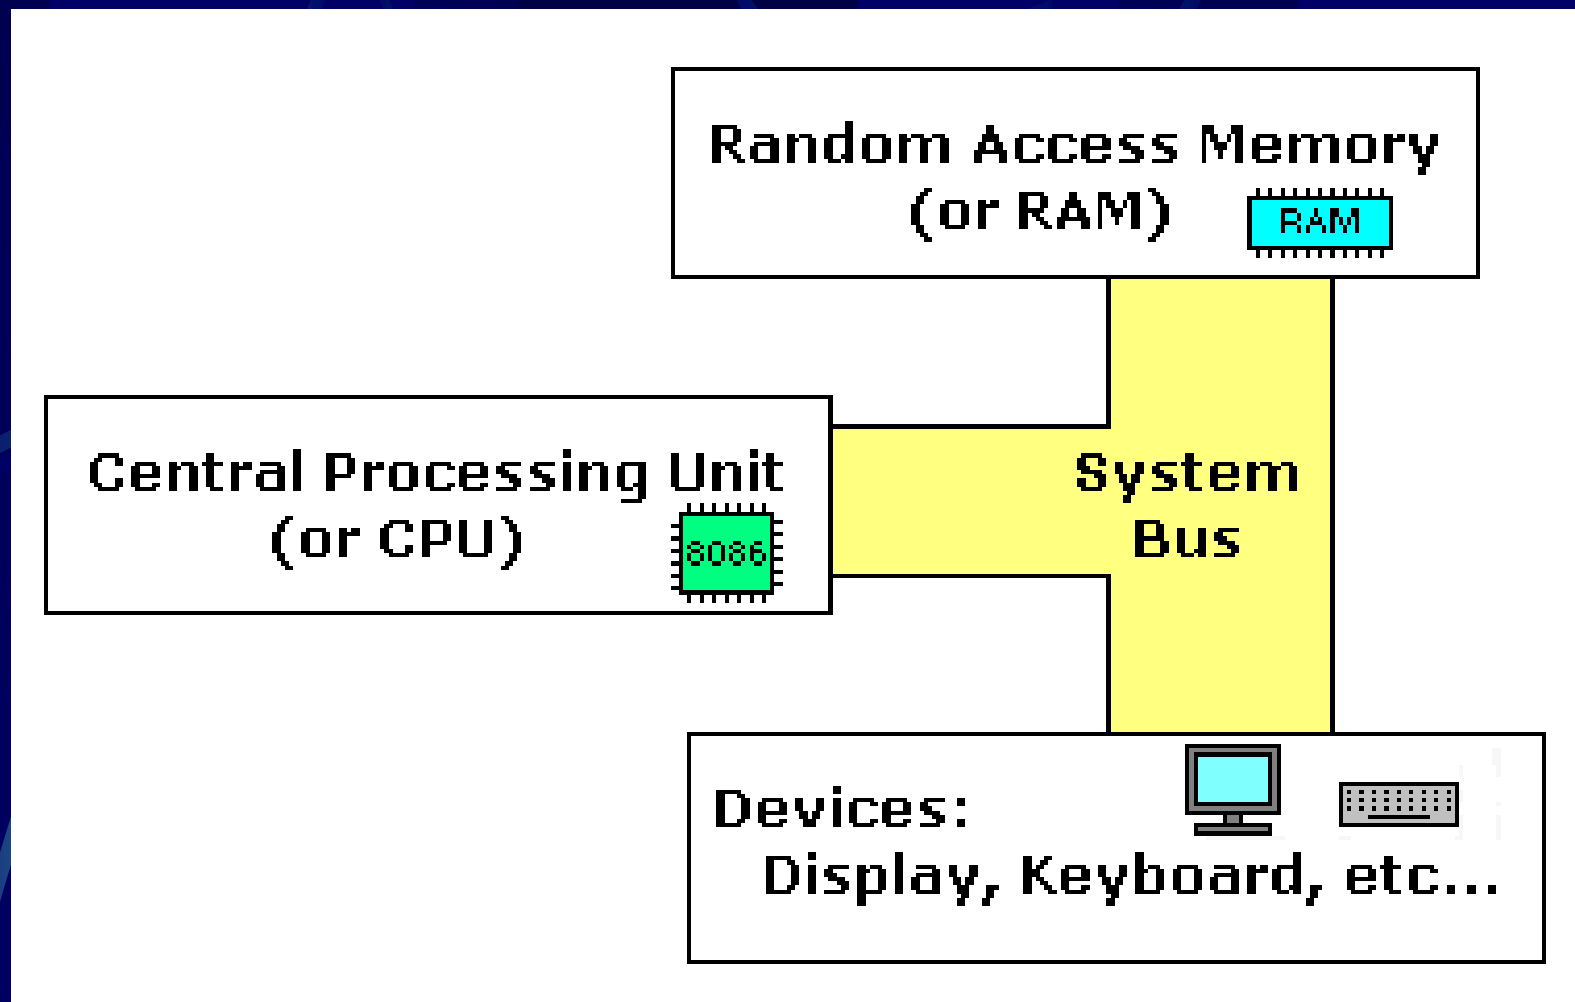 Random Access Memory
(or RAM)
RAM
Central Processing Unit
(or CPU)
8086
System
Bus
Devices:
Display, Keyboard, etc...